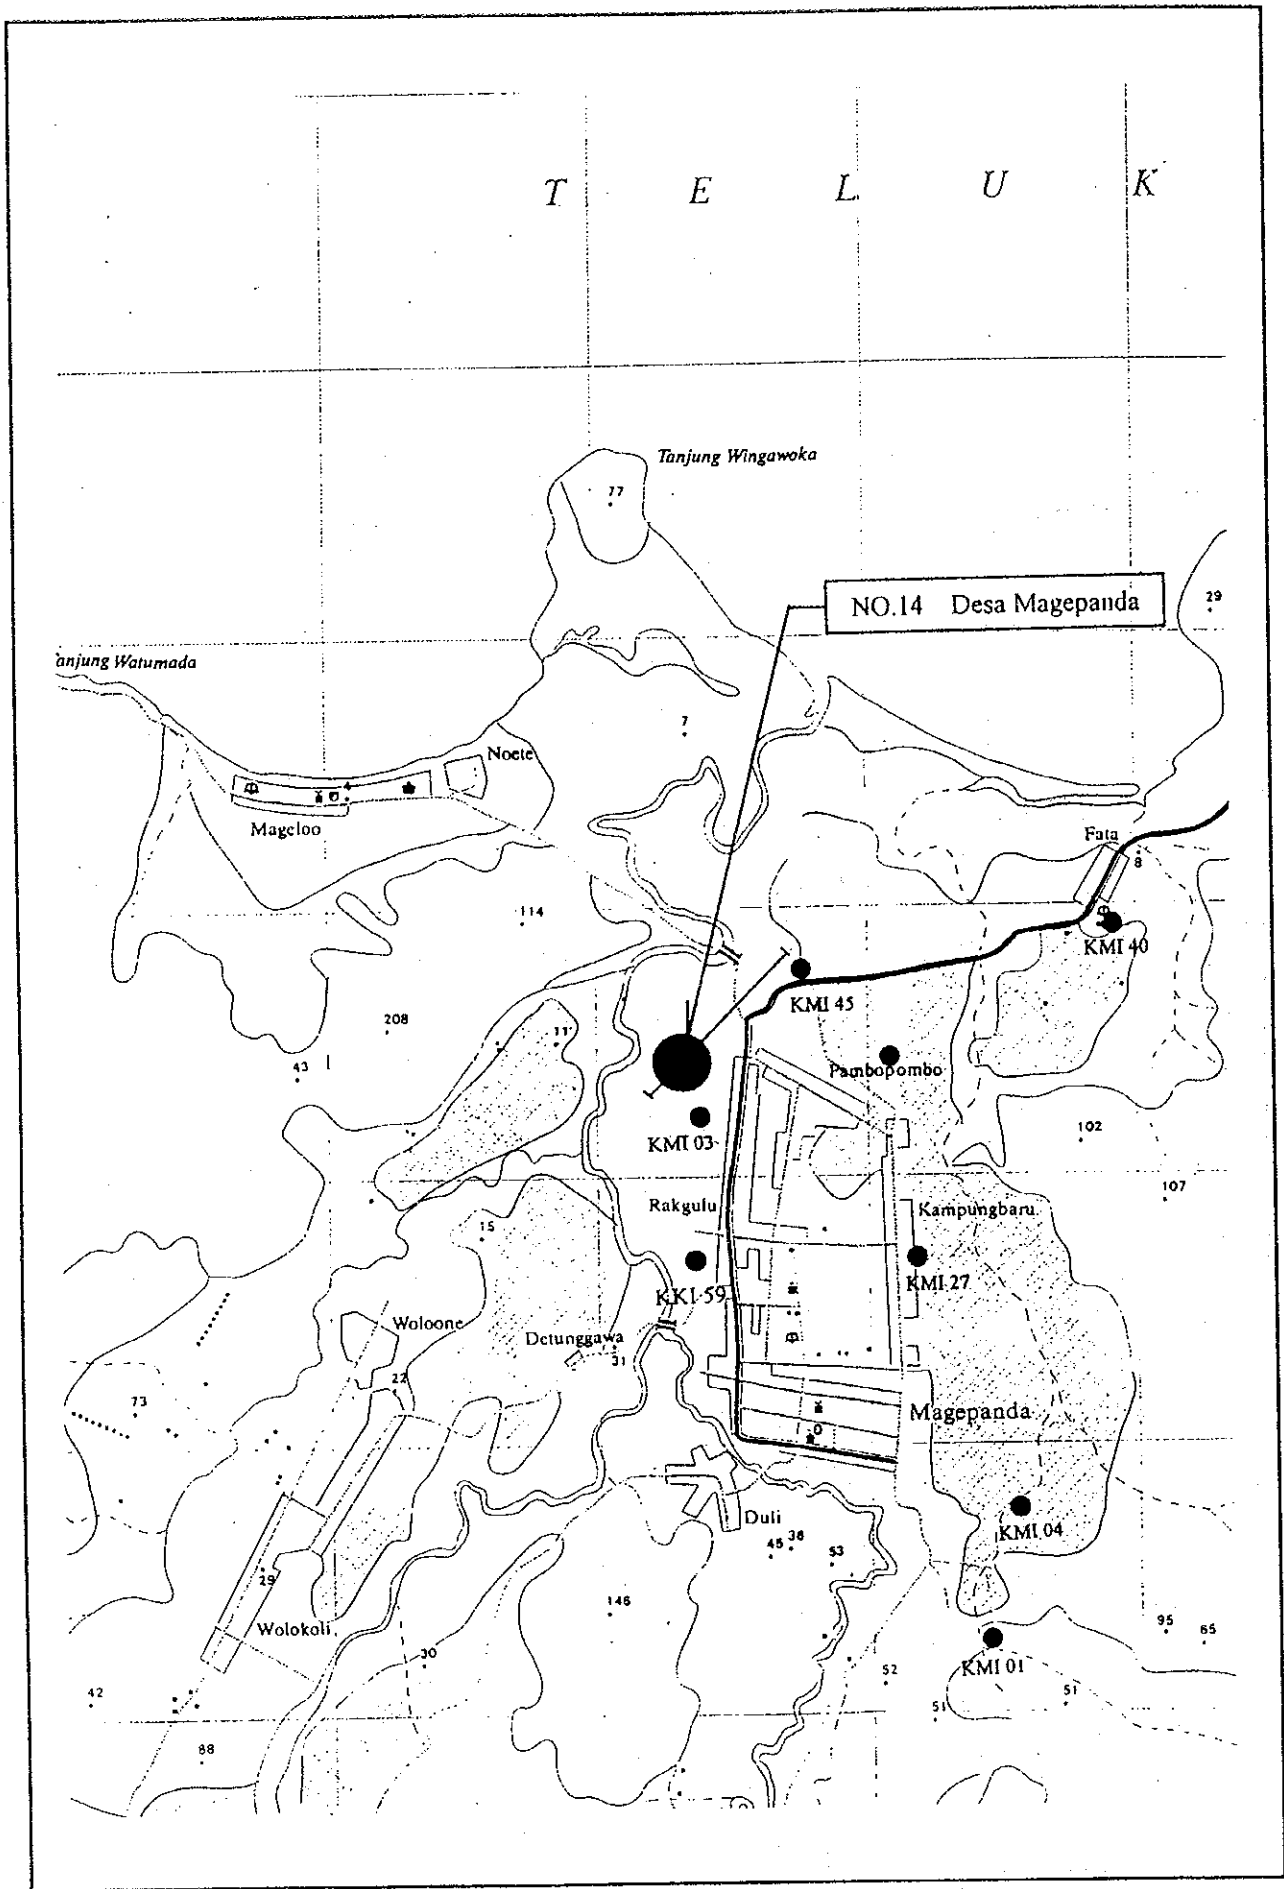 T E L U K
Tanjung Wingawoka
77
NO.14 Desa Magepanda
29
anjung Watumada
7
Noete
4
Mageloo
Fata
8
114
KMI 40
KMI 45
208
11
43
Pambopombo
102
KMI 03
107
Rakgulu
Kampungbaru
15
KMI 27
KKI 59
Woloone
Detunggawa
31
22
73
Magepanda
Duli
KMI 04
45
38
53
29
146
Wolokoli
95
65
30
KMI 01
52
42
51
51
88